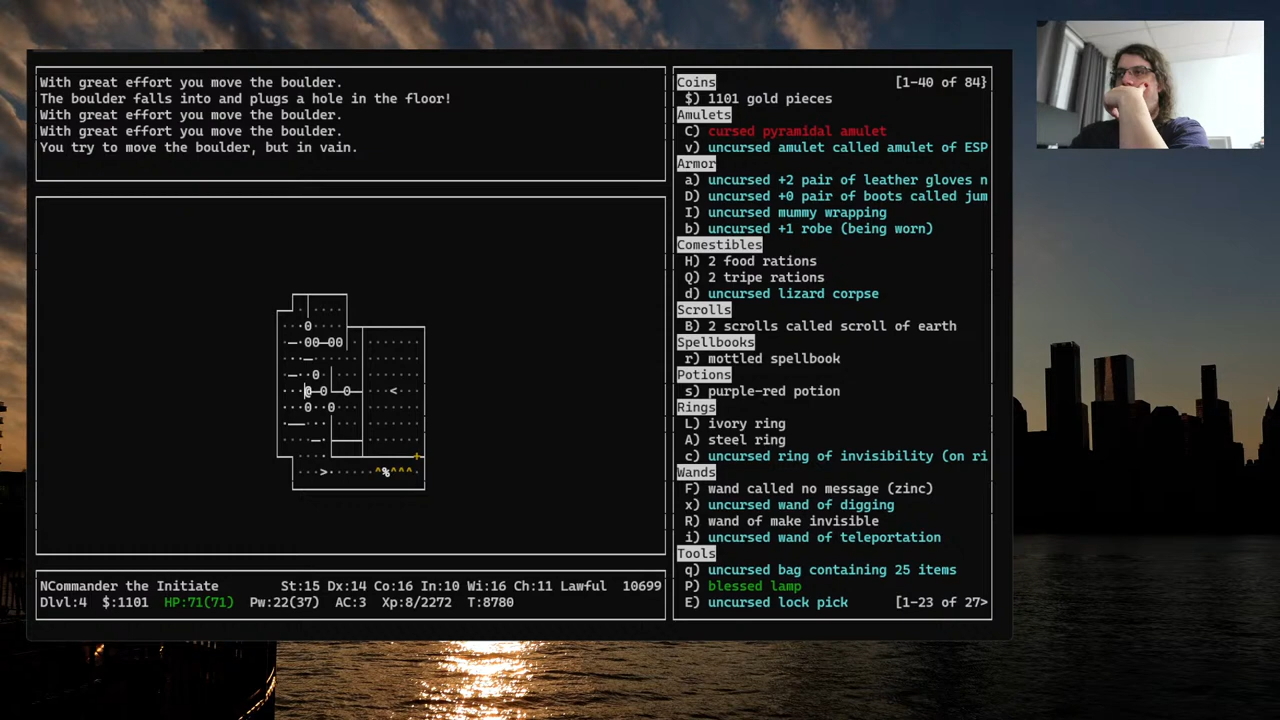 With great effort you move the boulder.
The boulder falls into and plugs a hole in the floor!
With great effort you move the boulder.
With great effort you move the boulder.
You try to move the boulder, but in vain.
NCommander the Initiate St:15 Dx:14 Co:16 In:10 Wi:16 Ch:11 Lawful 10699
Dlvl:4 $:1101 HP:71(71) Pw:22(37) AC:3 Xp:8/2272 T:8780
Coins [1-40 of 84}
$) 1101 gold pieces
Amulets
C) cursed pyramidal amulet
v) uncursed amulet called amulet of ESP
Armor
a) uncursed +2 pair of leather gloves n
D) uncursed +0 pair of boots called jum
I) uncursed mummy wrapping
b) uncursed +1 robe (being worn)
Comestibles
H) 2 food rations
Q) 2 tripe rations
d) uncursed lizard corpse
Scrolls
B) 2 scrolls called scroll of earth
Spellbooks
r) mottled spellbook
Potions
s) purple-red potion
Rings
L) ivory ring
A) steel ring
c) uncursed ring of invisibility (on ri
Wands
F) wand called no message (zinc)
x) uncursed wand of digging
R) wand of make invisible
i) uncursed wand of teleportation
Tools
q) uncursed bag containing 25 items
P) blessed lamp
E) uncursed lock pick [1-23 of 27>